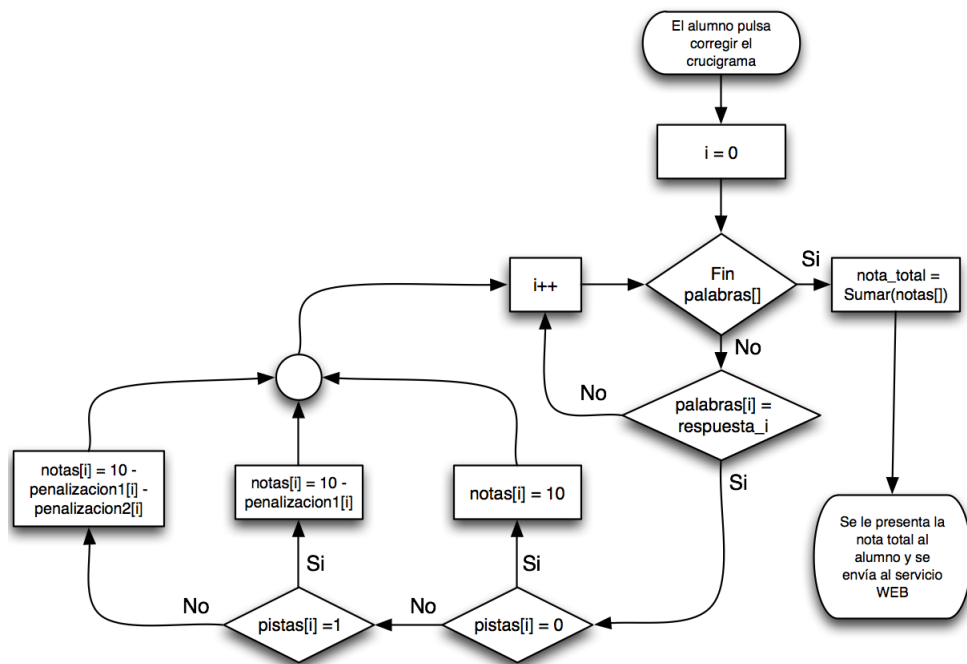 El alumno pulsa
corregir el
crucigrama
i = 0
Fin
palabras[]
Si
nota_total =
Sumar(notas[])
i++
No
palabras[i] =
respuesta_i
No
Si
notas[i] = 10 -
penalizacion1[i] -
penalizacion2[i]
notas[i] = 10 -
penalizacion1[i]
notas[i] = 10
Si
Si
No
No
pistas[i] =1
pistas[i] = 0
Se le presenta la
nota total al
alumno y se
envía al servicio
WEB